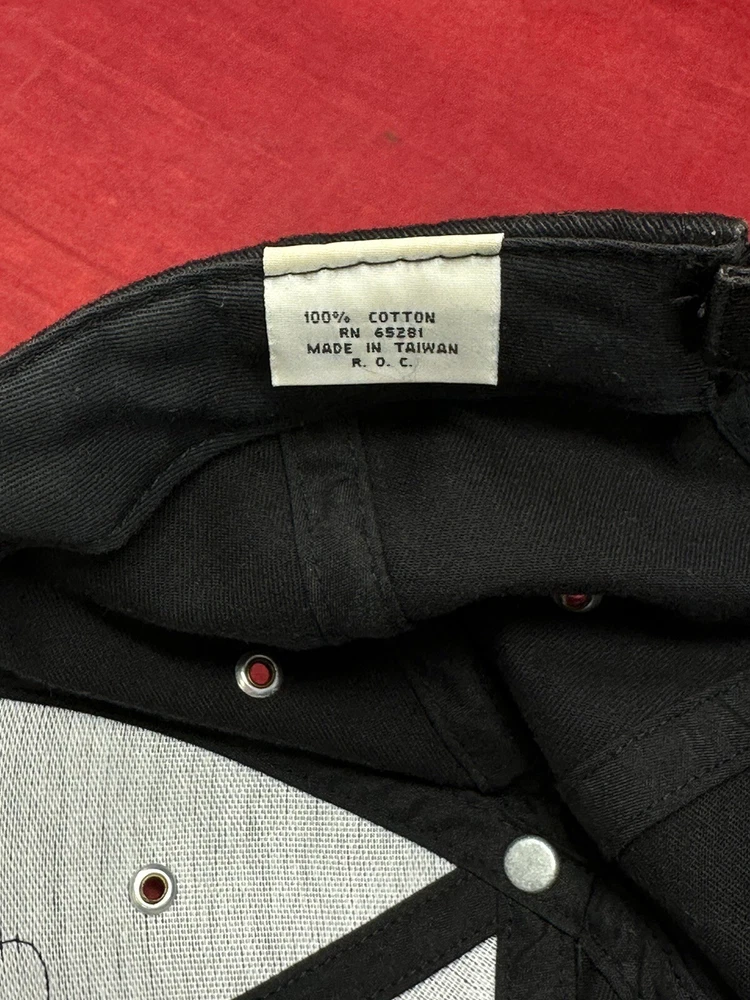 100% COTTON
RN 65281
MADE IN TAIWAN
R. O. C.